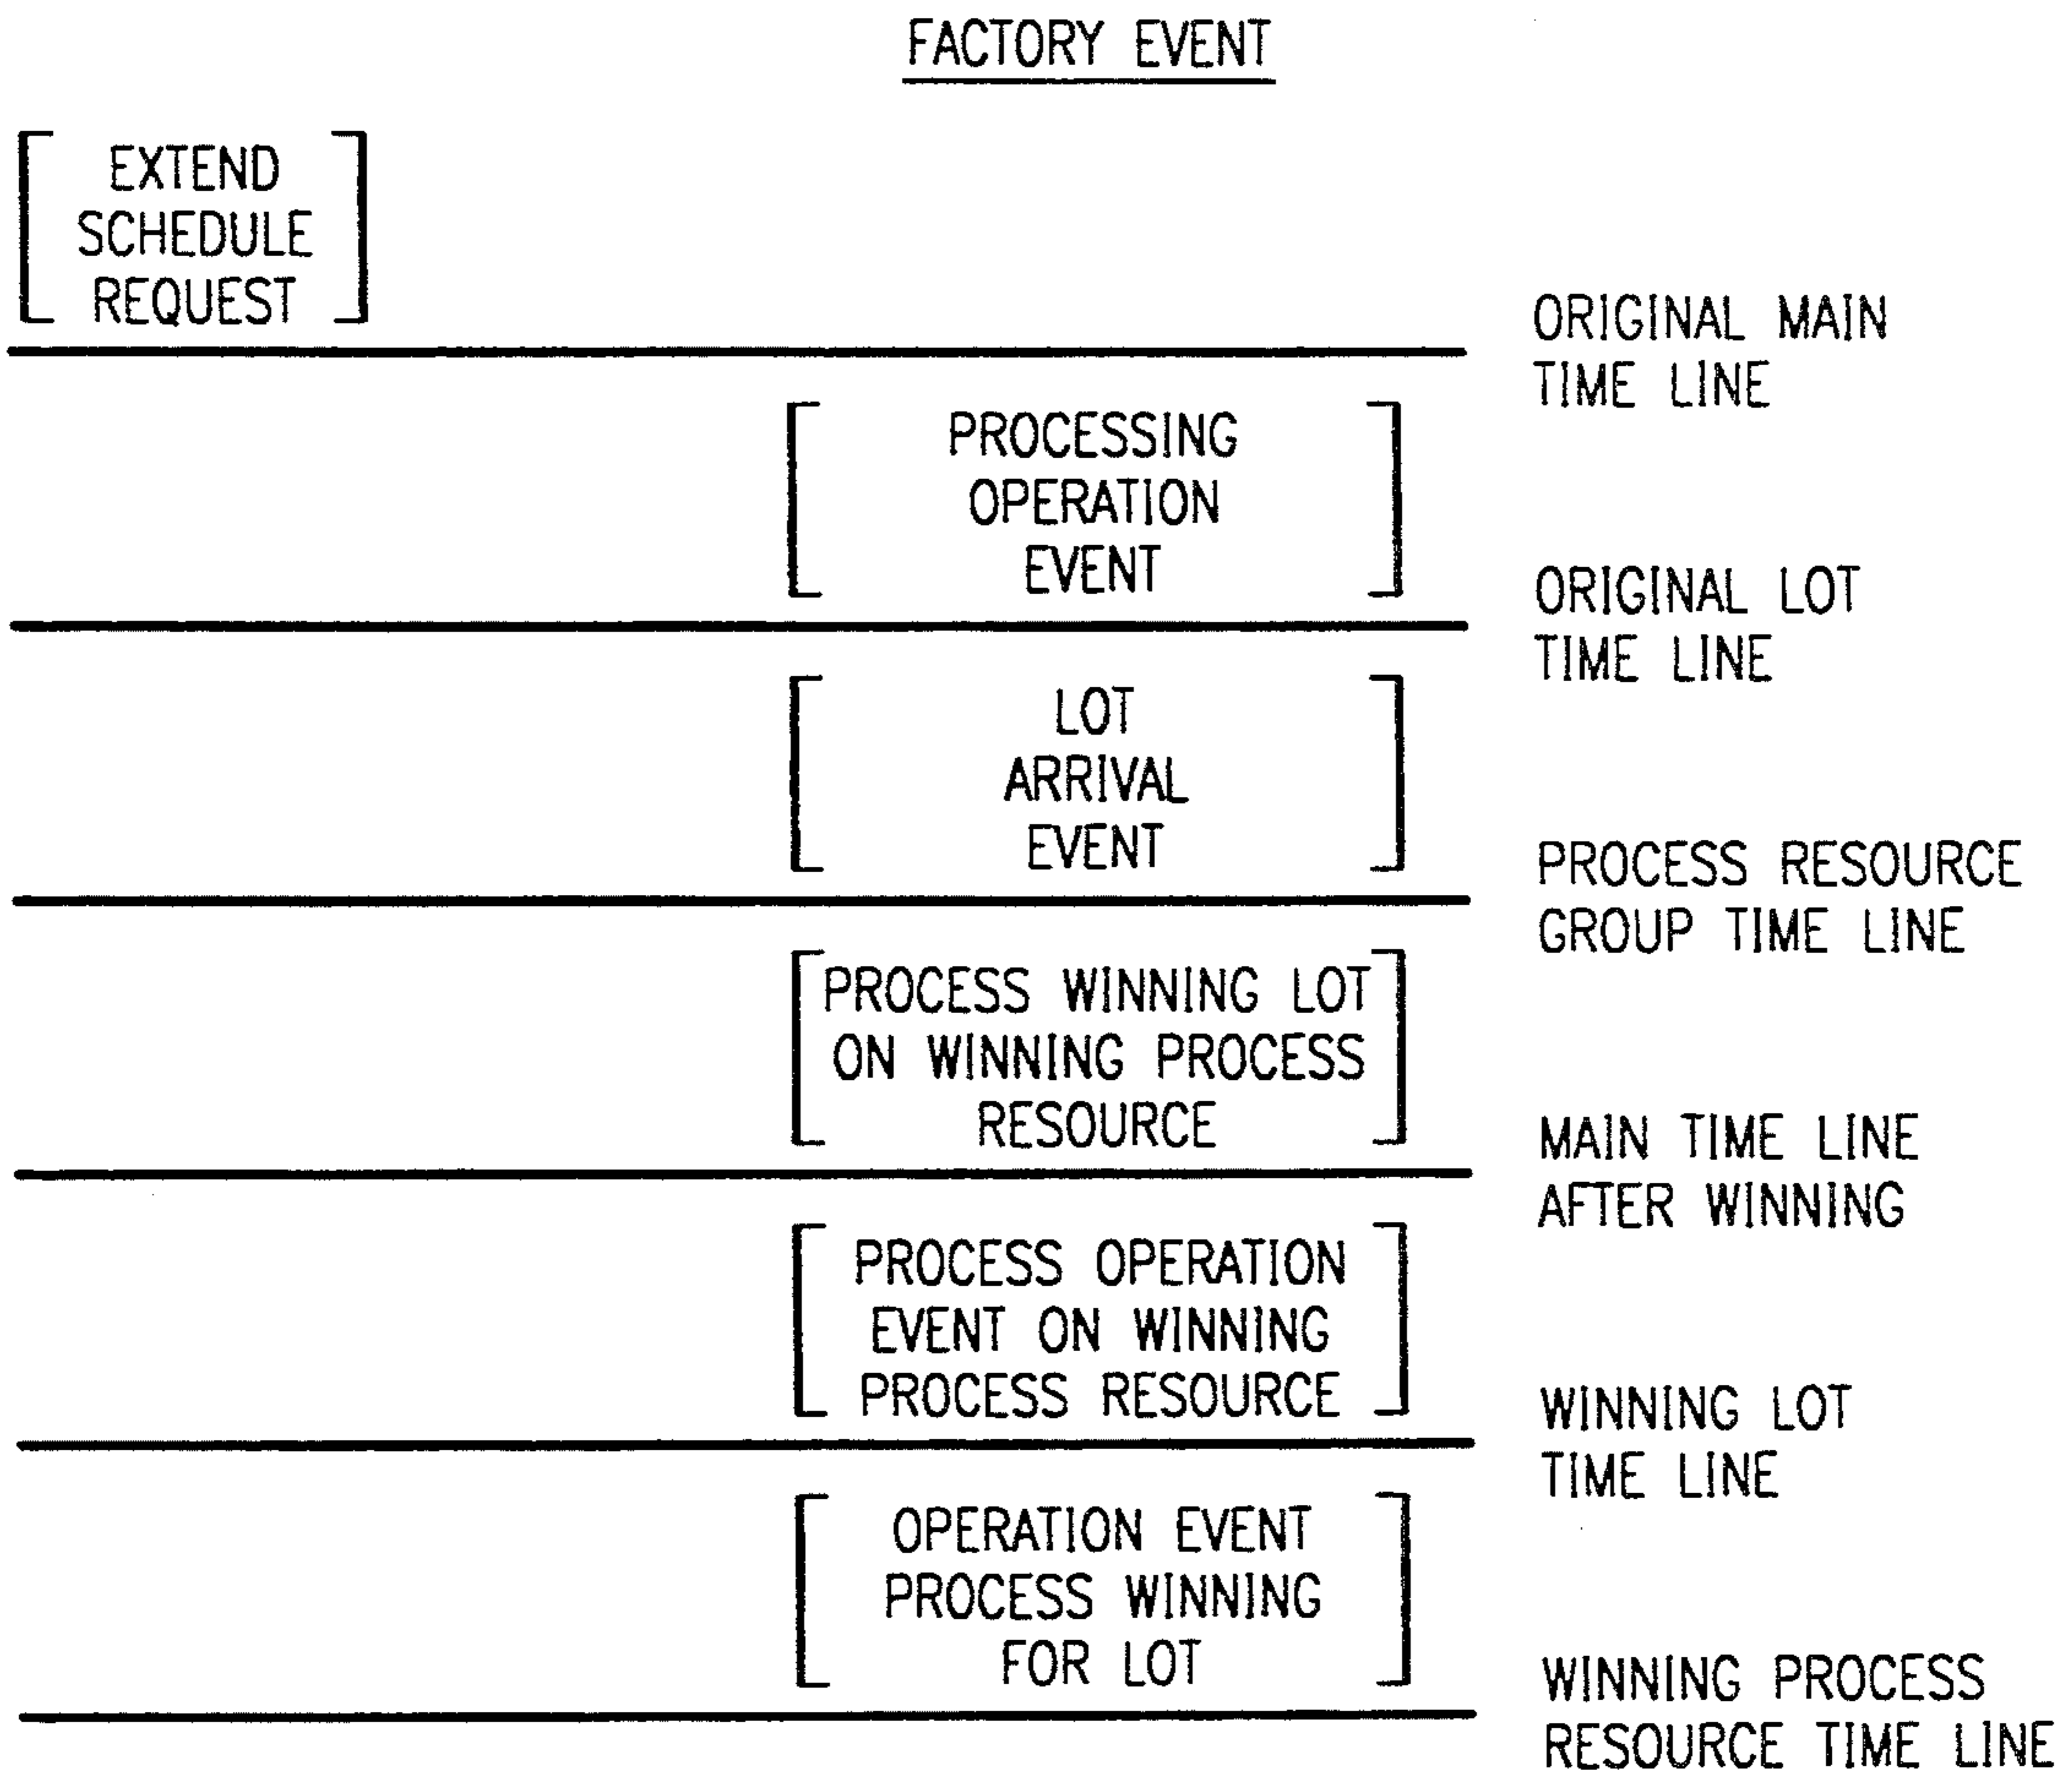 FACTORY EVENT
EXTEND
SCHEDULE
REQUEST
ORIGINAL MAIN
TIME LINE
PROCESSING
OPERATION
EVENT
ORIGINAL LOT
TIME LINE
LOT
ARRIVAL
EVENT
PROCESS RESOURCE
GROUP TIME LINE
PROCESS WINNING LOT
ON WINNING PROCESS
RESOURCE
MAIN TIME LINE
AFTER WINNING
PROCESS OPERATION
EVENT ON WINNING
PROCESS RESOURCE
WINNING LOT
TIME LINE
OPERATION EVENT
PROCESS WINNING
FOR LOT
WINNING PROCESS
RESOURCE TIME LINE